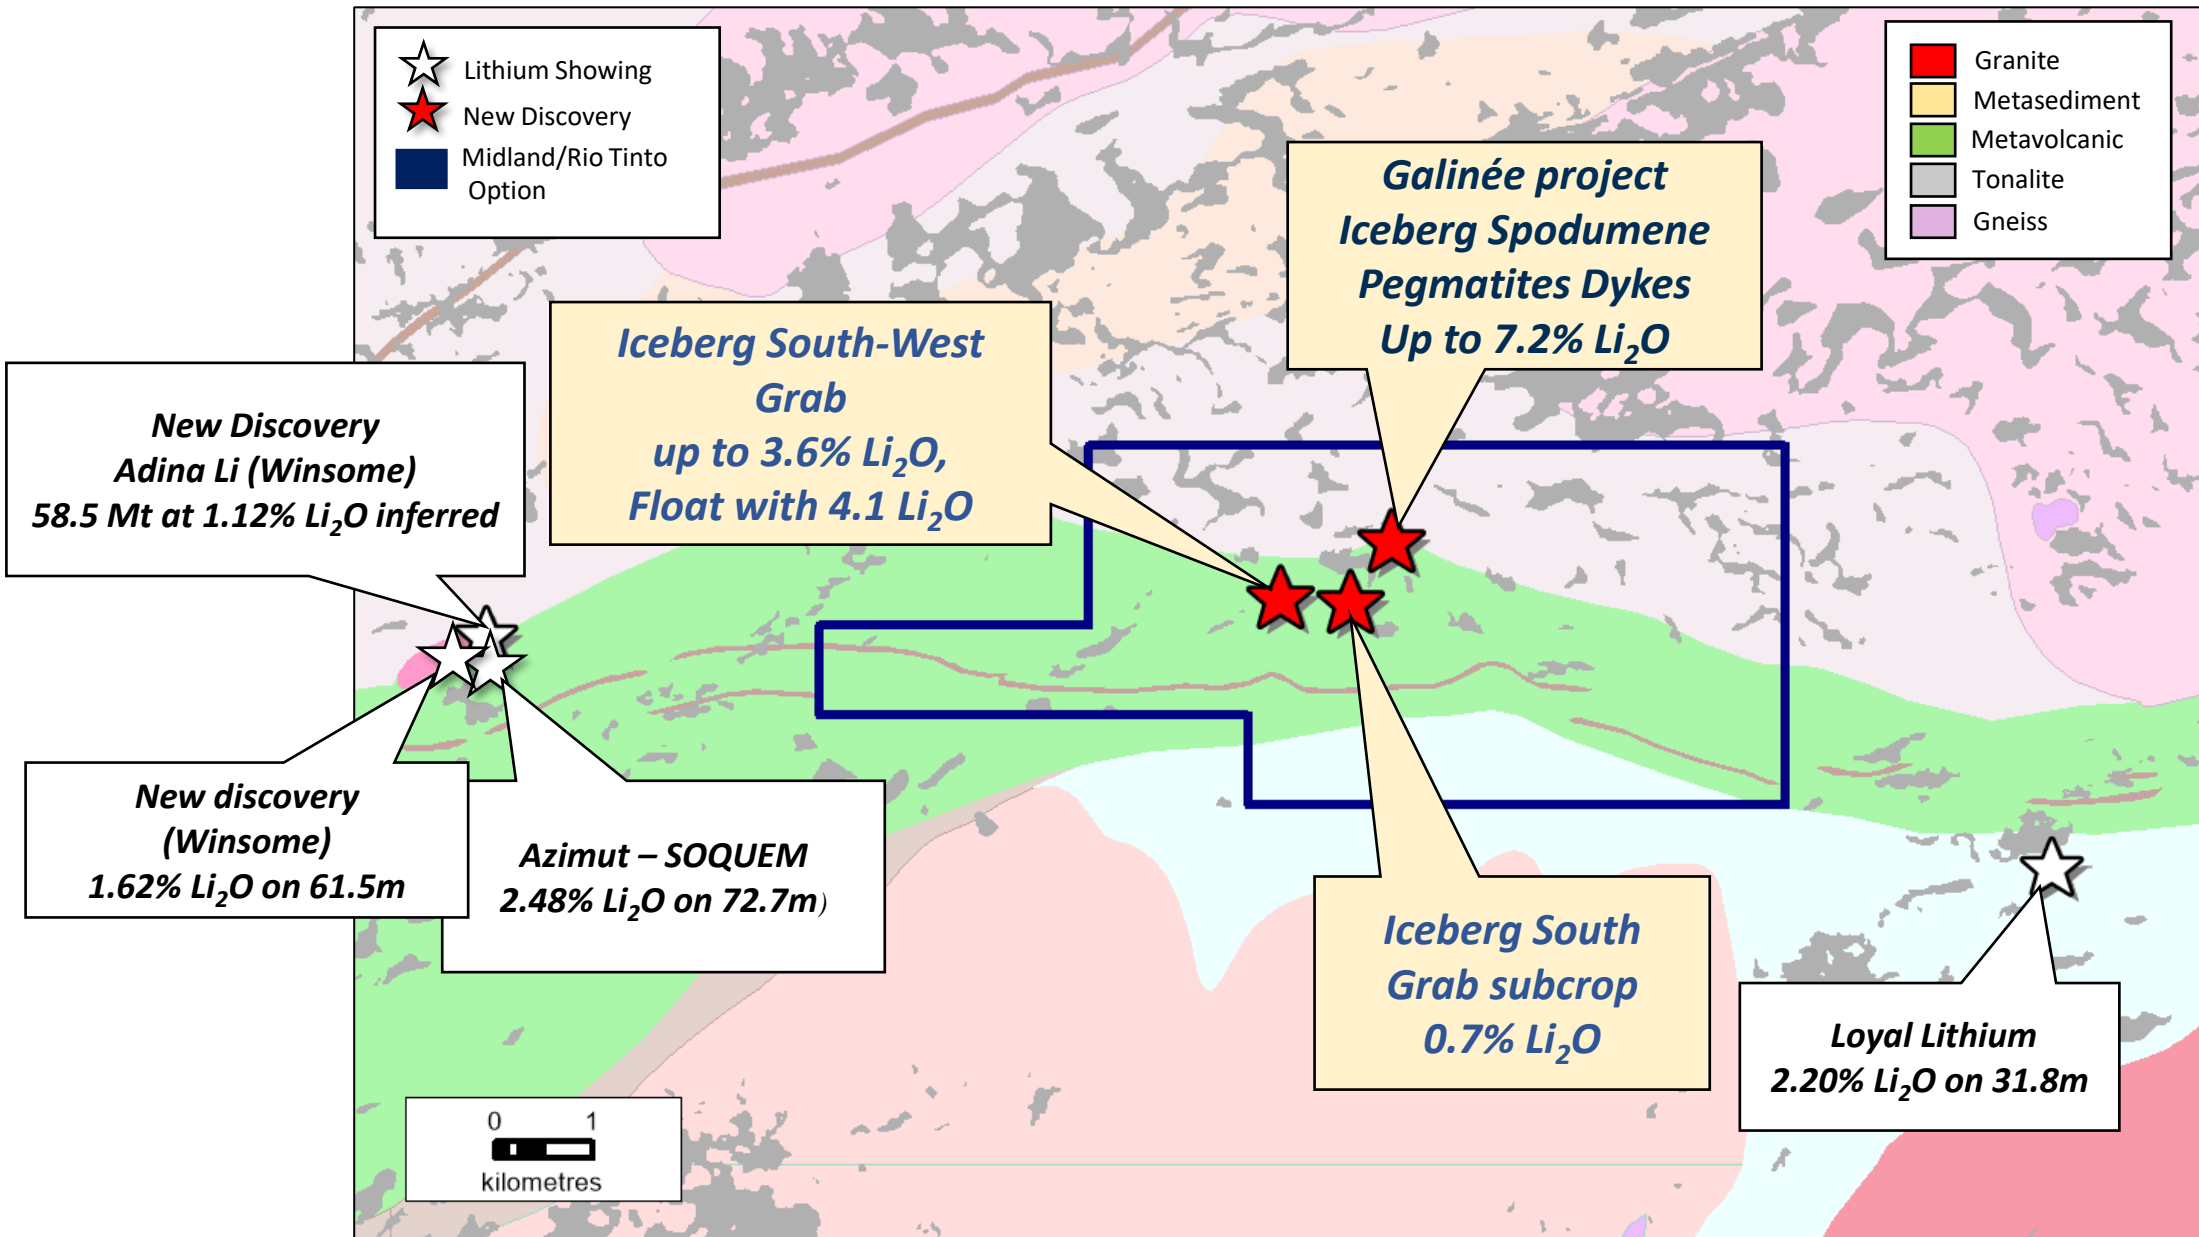 Lithium Showing
New Discovery
Midland/Rio Tinto
Option
Granite
Metasediment
Metavolcanic
Tonalite
Gneiss
Galinée project
Iceberg Spodumene
Pegmatites Dykes
Up to 7.2% Li₂O
Iceberg South-West
Grab
up to 3.6% Li₂O,
Float with 4.1 Li₂O
New Discovery
Adina Li (Winsome)
58.5 Mt at 1.12% Li₂O inferred
New discovery
(Winsome)
1.62% Li₂O on 61.5m
Azimut – SOQUEM
2.48% Li₂O on 72.7m)
Iceberg South
Grab subcrop
0.7% Li₂O
Loyal Lithium
2.20% Li₂O on 31.8m
0 1
kilometres